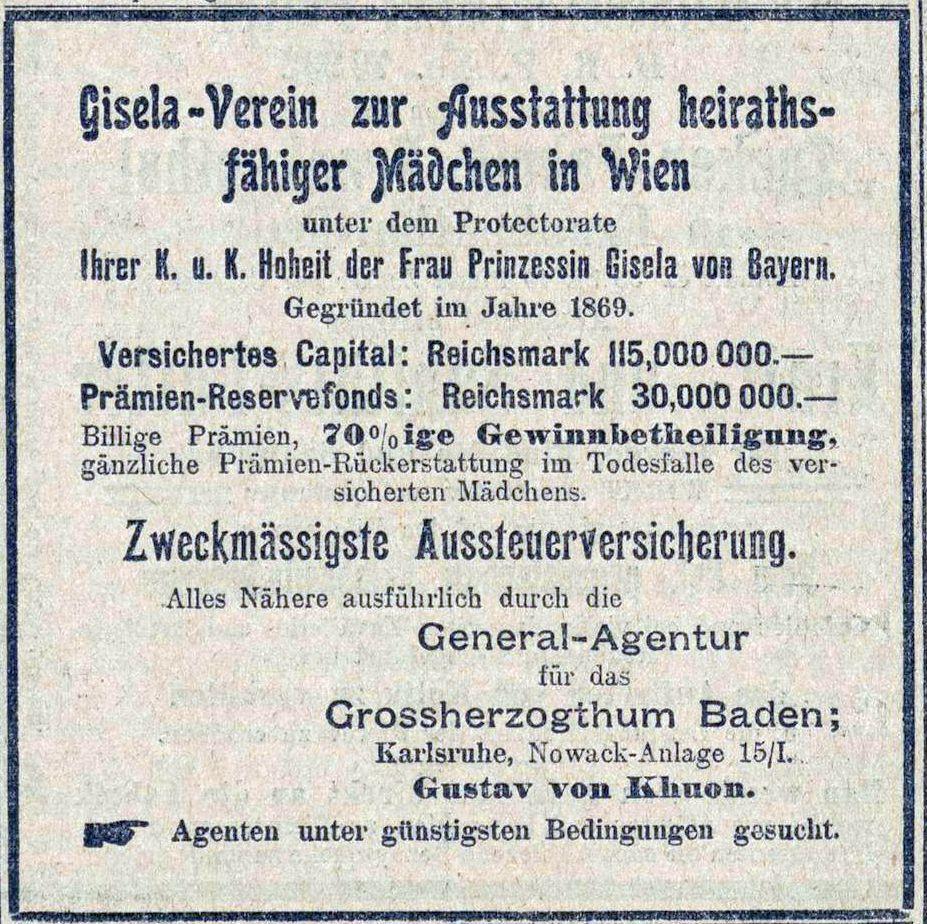 Gisela-Verein zur Ausstattung heiraths-
fähiger Mädchen in Wien
unter dem Protectorate
Ihrer K. u. K. Hoheit der Frau Prinzessin Gisela von Bayern.
Gegründet im Jahre 1869.
Versichertes Capital: Reichsmark 115,000 000.—
Prämien-Reservefonds: Reichsmark 30,000 000.—
Billige Prämien, 70%ige Gewinnbetheiligung,
gänzliche Prämien-Rückerstattung im Todesfalle des ver-
sicherten Mädchens.
Zweckmässigste Aussteuerversicherung.
Alles Nähere ausführlich durch die
General-Agentur
für das
Grossherzogthum Baden;
Karlsruhe, Nowack-Anlage 15/I.
Gustav von Khuon.
☛ Agenten unter günstigsten Bedingungen gesucht.